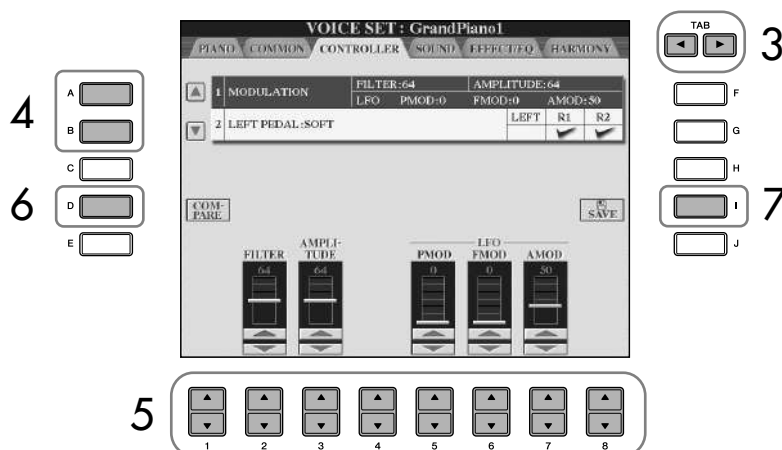 VOICE SET : GrandPiano1
PIANO COMMON CONTROLLER SOUND EFFECT/EQ HARMONY
1 MODULATION FILTER:64 AMPLITUDE:64
LFO PMOD:0 FMOD:0 AMOD:50
2 LEFT PEDAL:SOFT LEFT R1 R2
COM-
PARE
SAVE
FILTER
AMPLI-
TUDE
LFO
PMOD FMOD AMOD
64 64 0 0 50
TAB
3
4
A
B
C
6
D
E
F
G
H
I
7
J
5
1 2 3 4 5 6 7 8